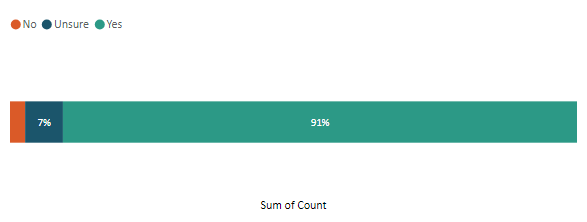 No Unsure Yes
7% 91%
Sum of Count